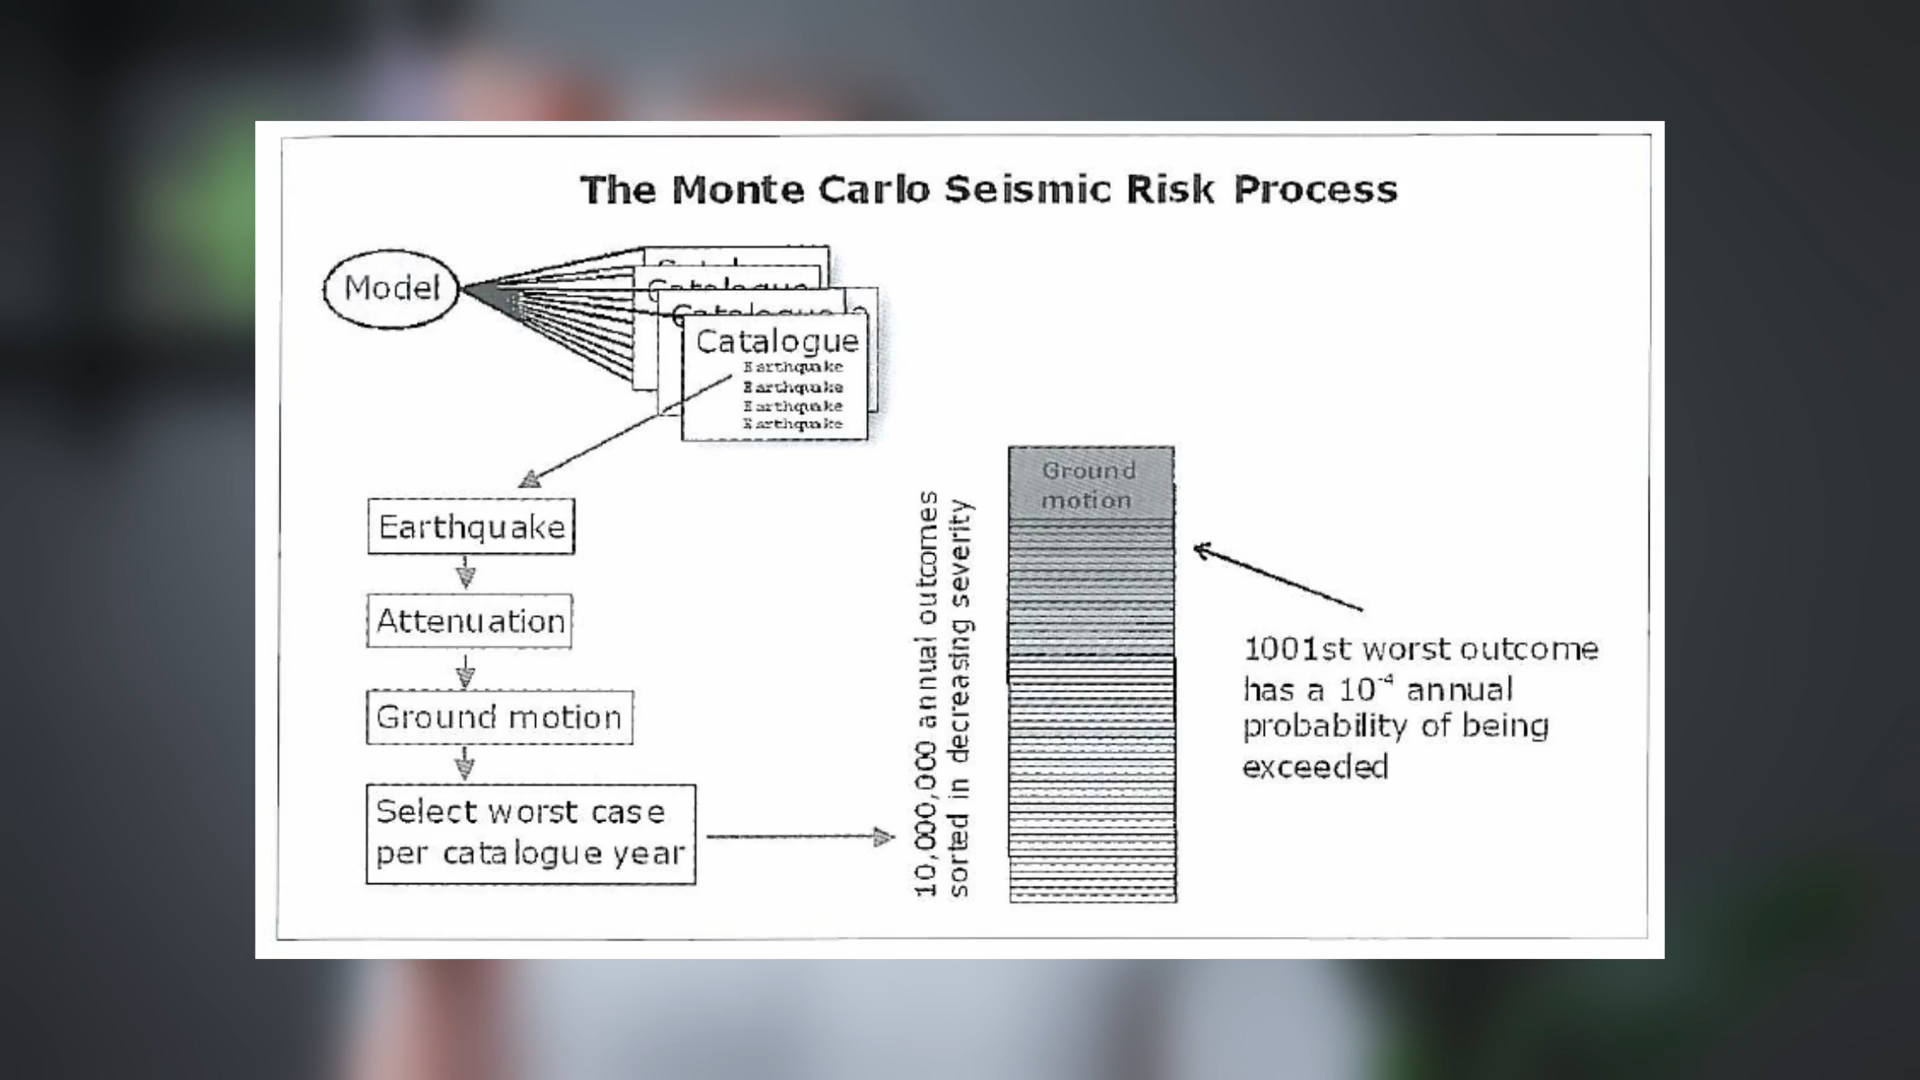 The Monte Carlo Seismic Risk Process
Model
Catalogue
Catalogue
Catalogue
Earthquake
Earthquake
Earthquake
Earthquake
Earthquake
Attenuation
Ground motion
Select worst case
per catalogue year
10,000,000 annual outcomes
sorted in decreasing severity
Ground
motion
1001st worst outcome
has a 10⁻⁴ annual
probability of being
exceeded